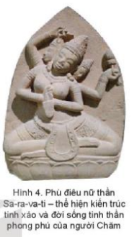 Hình 4. Phù điêu nữ thần
Sa-ra-va-ti – thể hiện kiến trúc
tinh xảo và đời sống tinh thần
phong phú của người Chăm